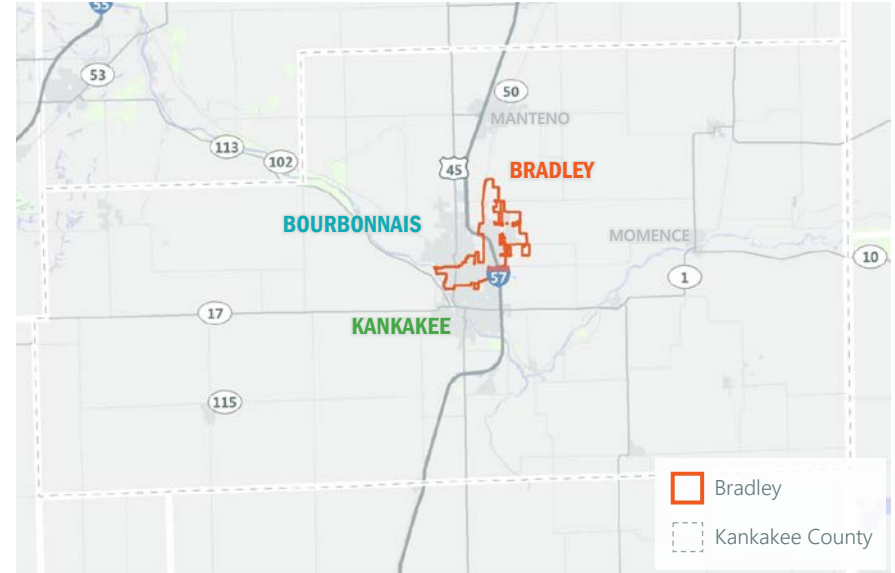 55
53
50
MANTENO
113
102
45
BRADLEY
BOURBONNAIS
MOMENCE
10
57
1
17
KANKAKEE
115
Bradley
Kankakee County